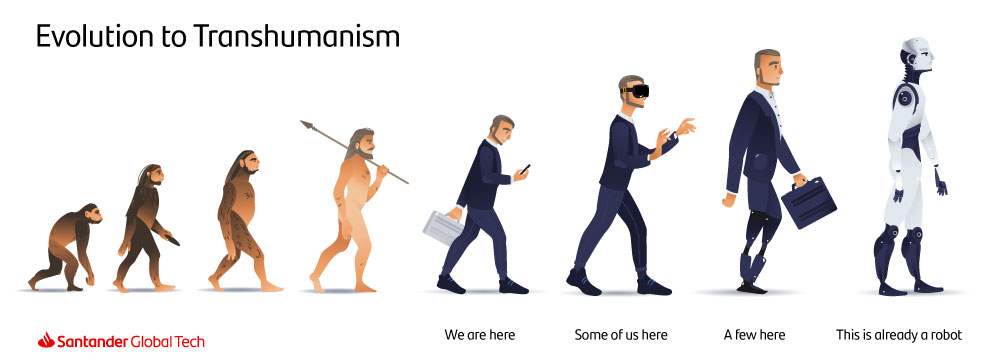 Evolution to Transhumanism
Santander Global Tech
We are here
Some of us here
A few here
This is already a robot